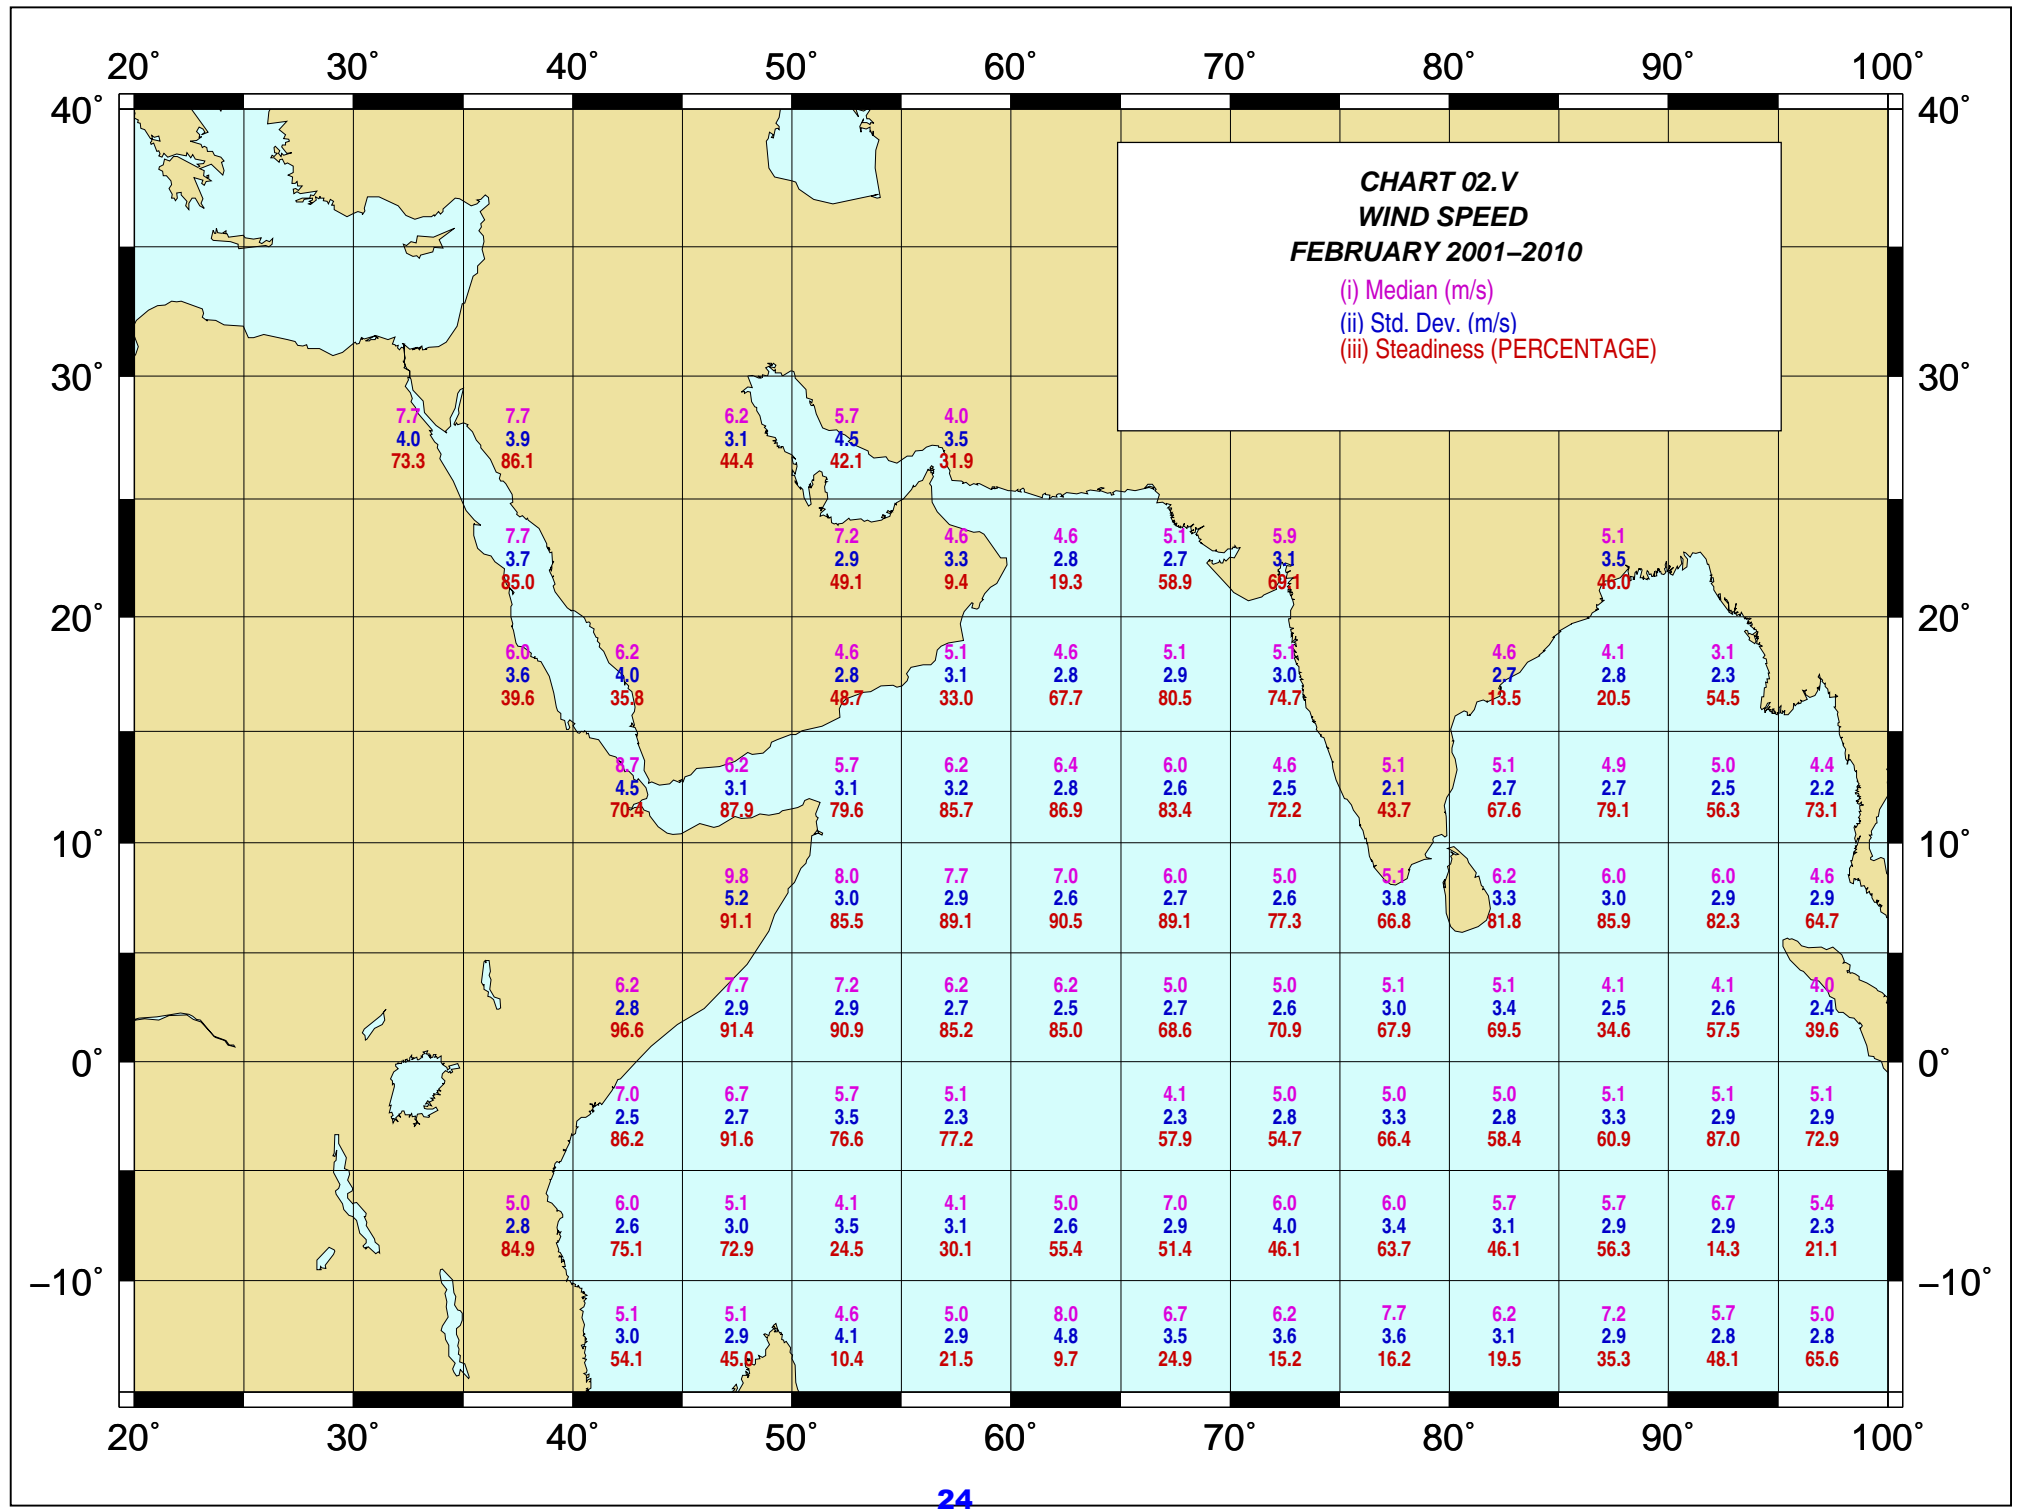 20° 30° 40° 50° 60° 70° 80° 90° 100°
40° 40°
CHART 02.V
WIND SPEED
FEBRUARY 2001–2010
(i) Median (m/s)
(ii) Std. Dev. (m/s)
(iii) Steadiness (PERCENTAGE)
30° 30°
7.7 7.7 6.2 5.7 4.0
4.0 3.9 3.1 4.5 3.5
73.3 86.1 44.4 42.1 31.9
7.7 7.2 4.6 4.6 5.1 5.9 5.1
3.7 2.9 3.3 2.8 2.7 3.1 3.5
85.0 49.1 9.4 19.3 58.9 69.1 46.0
20° 20°
6.0 6.2 4.6 5.1 4.6 5.1 5.1 4.6 4.1 3.1
3.6 4.0 2.8 3.1 2.8 2.9 3.0 2.7 2.8 2.3
39.6 35.8 48.7 33.0 67.7 80.5 74.7 13.5 20.5 54.5
8.7 6.2 5.7 6.2 6.4 6.0 4.6 5.1 5.1 4.9 5.0 4.4
4.5 3.1 3.1 3.2 2.8 2.6 2.5 2.1 2.7 2.7 2.5 2.2
70.4 87.9 79.6 85.7 86.9 83.4 72.2 43.7 67.6 79.1 56.3 73.1
10° 10°
9.8 8.0 7.7 7.0 6.0 5.0 5.1 6.2 6.0 6.0 4.6
5.2 3.0 2.9 2.6 2.7 2.6 3.8 3.3 3.0 2.9 2.9
91.1 85.5 89.1 90.5 89.1 77.3 66.8 81.8 85.9 82.3 64.7
6.2 7.7 7.2 6.2 6.2 5.0 5.0 5.1 5.1 4.1 4.1 4.0
2.8 2.9 2.9 2.7 2.5 2.7 2.6 3.0 3.4 2.5 2.6 2.4
96.6 91.4 90.9 85.2 85.0 68.6 70.9 67.9 69.5 34.6 57.5 39.6
0° 0°
7.0 6.7 5.7 5.1 4.1 5.0 5.0 5.0 5.1 5.1 5.1
2.5 2.7 3.5 2.3 2.3 2.8 3.3 2.8 3.3 2.9 2.9
86.2 91.6 76.6 77.2 57.9 54.7 66.4 58.4 60.9 87.0 72.9
5.0 6.0 5.1 4.1 4.1 5.0 7.0 6.0 6.0 5.7 5.7 6.7 5.4
2.8 2.6 3.0 3.5 3.1 2.6 2.9 4.0 3.4 3.1 2.9 2.9 2.3
84.9 75.1 72.9 24.5 30.1 55.4 51.4 46.1 63.7 46.1 56.3 14.3 21.1
–10° –10°
5.1 5.1 4.6 5.0 8.0 6.7 6.2 7.7 6.2 7.2 5.7 5.0
3.0 2.9 4.1 2.9 4.8 3.5 3.6 3.6 3.1 2.9 2.8 2.8
54.1 45.0 10.4 21.5 9.7 24.9 15.2 16.2 19.5 35.3 48.1 65.6
20° 30° 40° 50° 60° 70° 80° 90° 100°
24